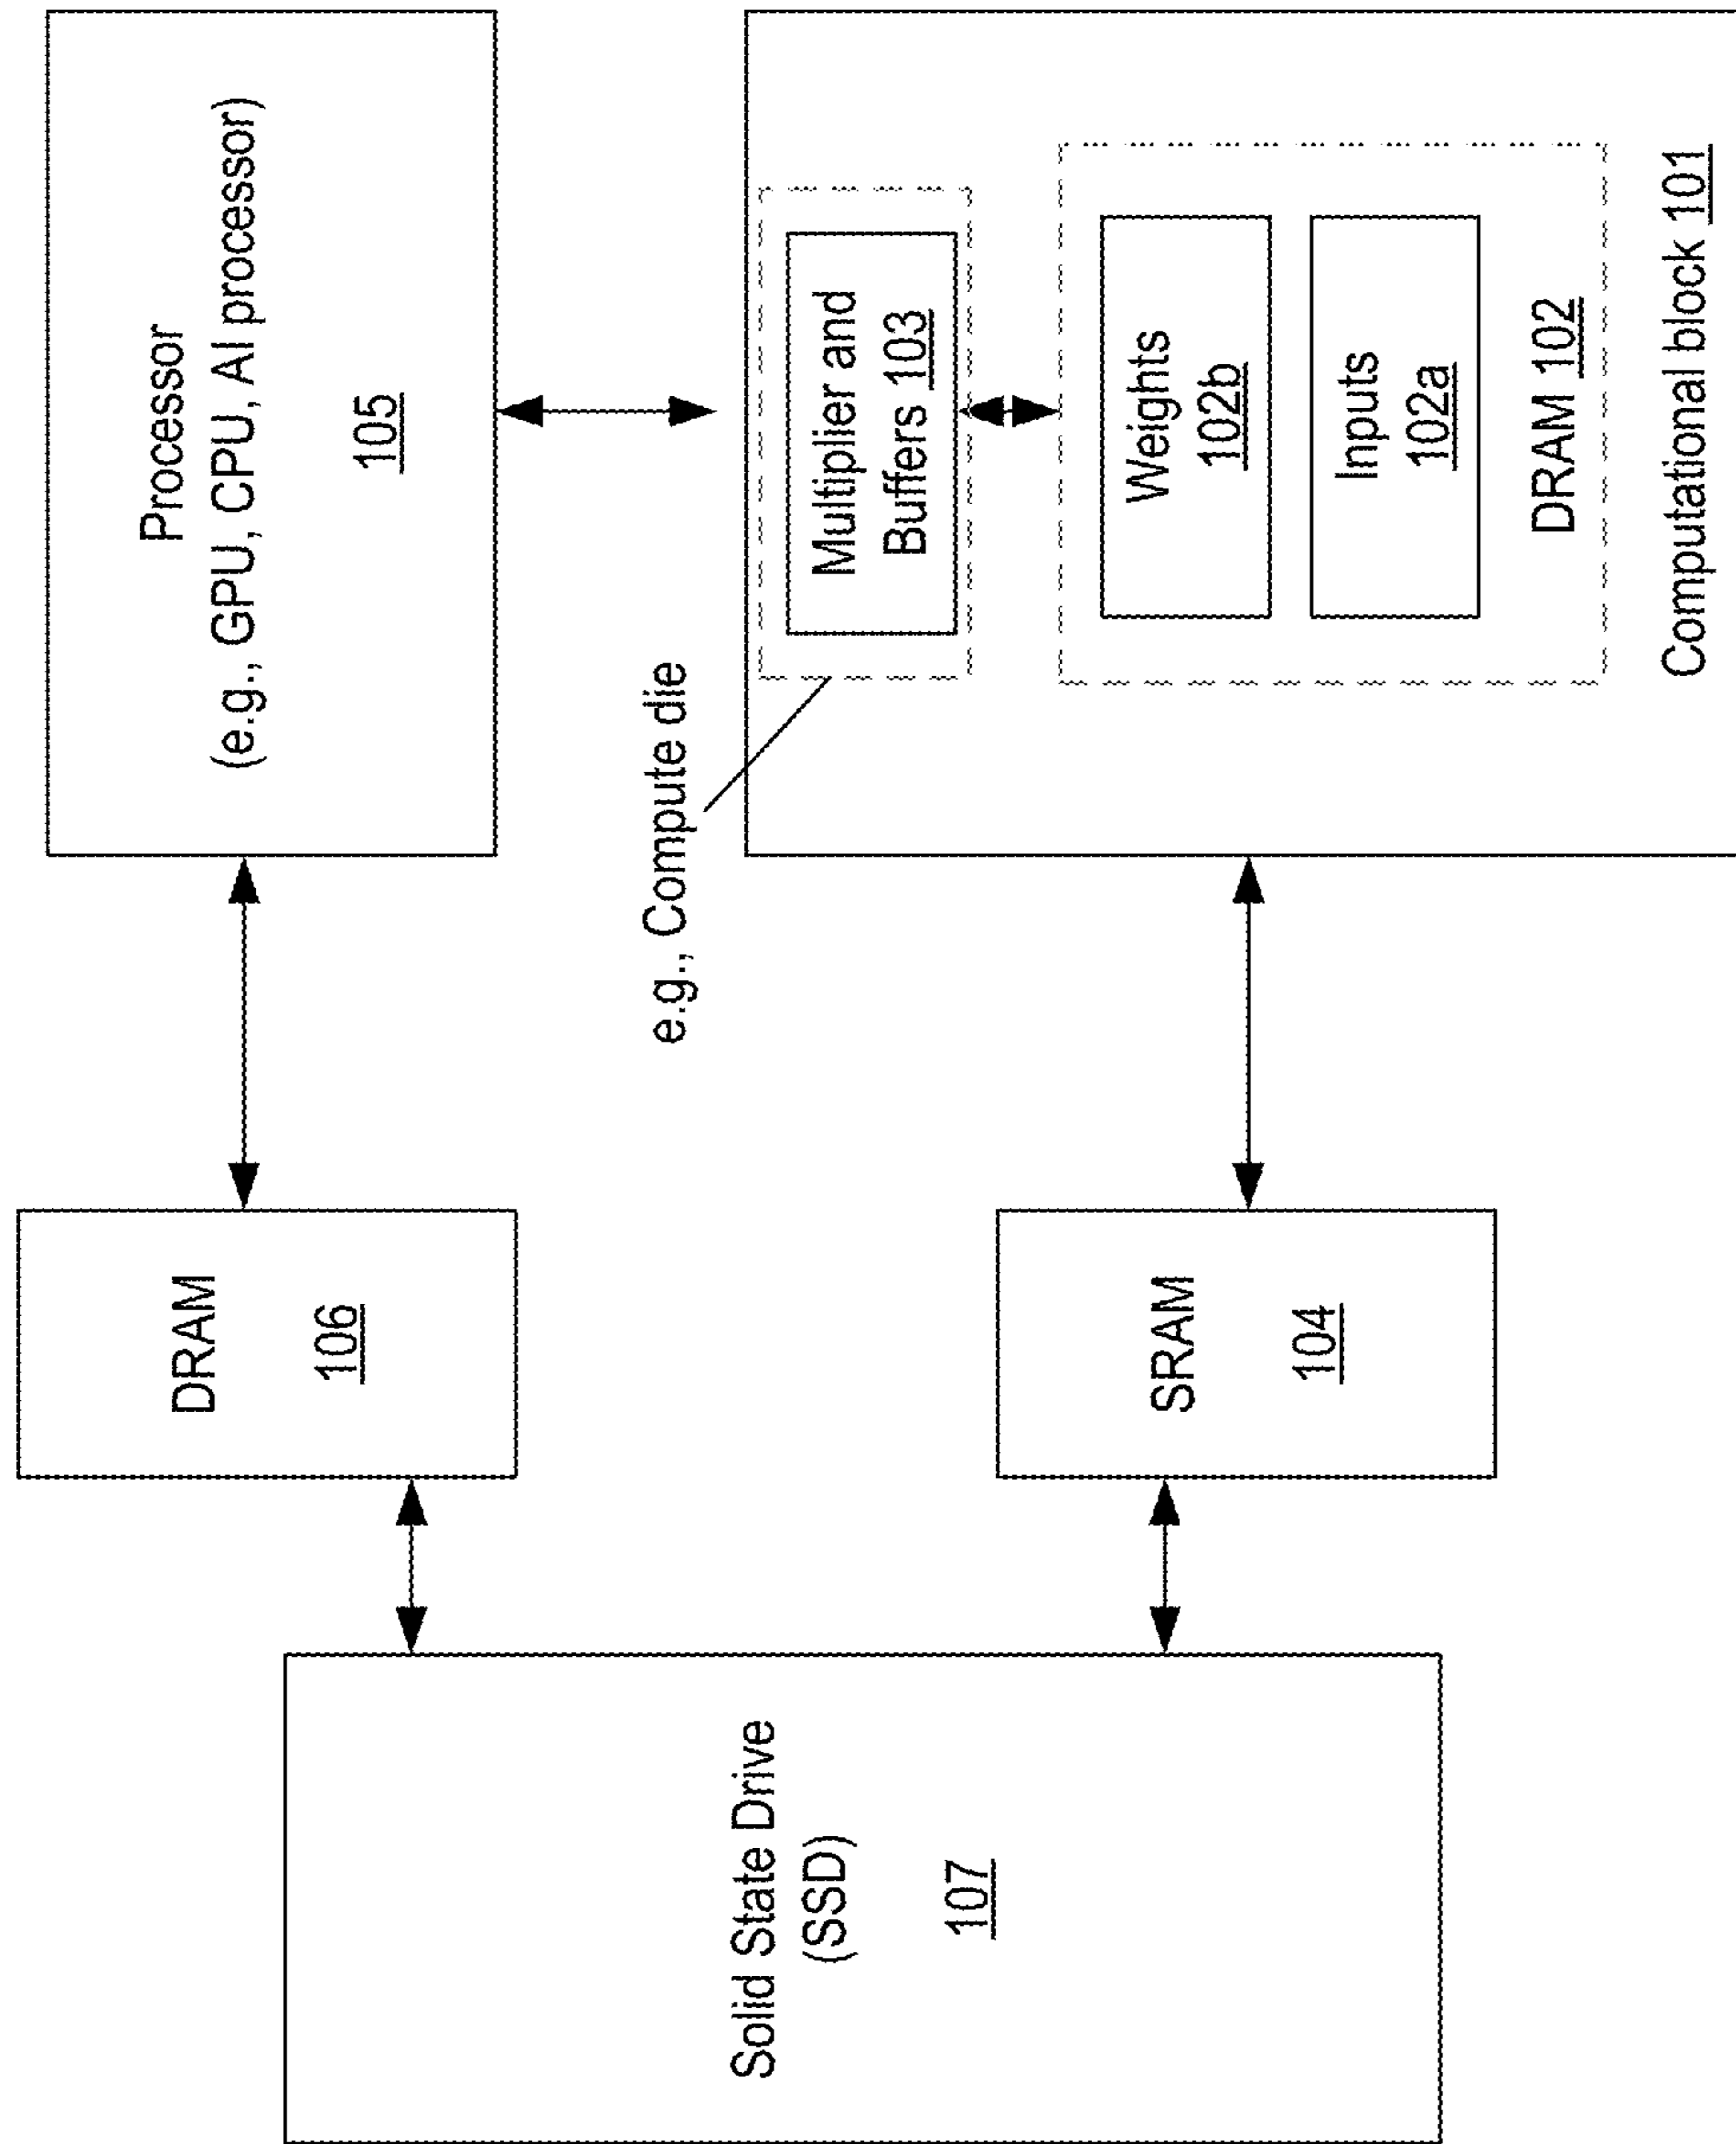 Processor
(e.g., GPU, CPU, AI processor)
105
DRAM
106
Solid State Drive
(SSD)
107
SRAM
104
e.g., Compute die
Multiplier and
Buffers 103
Weights
102b
Inputs
102a
DRAM 102
Computational block 101